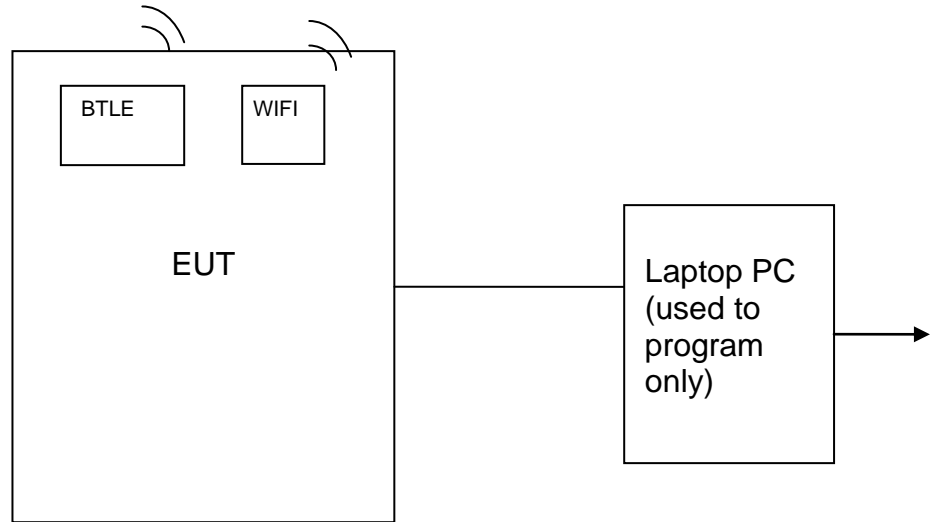 BTLE
WIFI
EUT
Laptop PC
(used to
program
only)